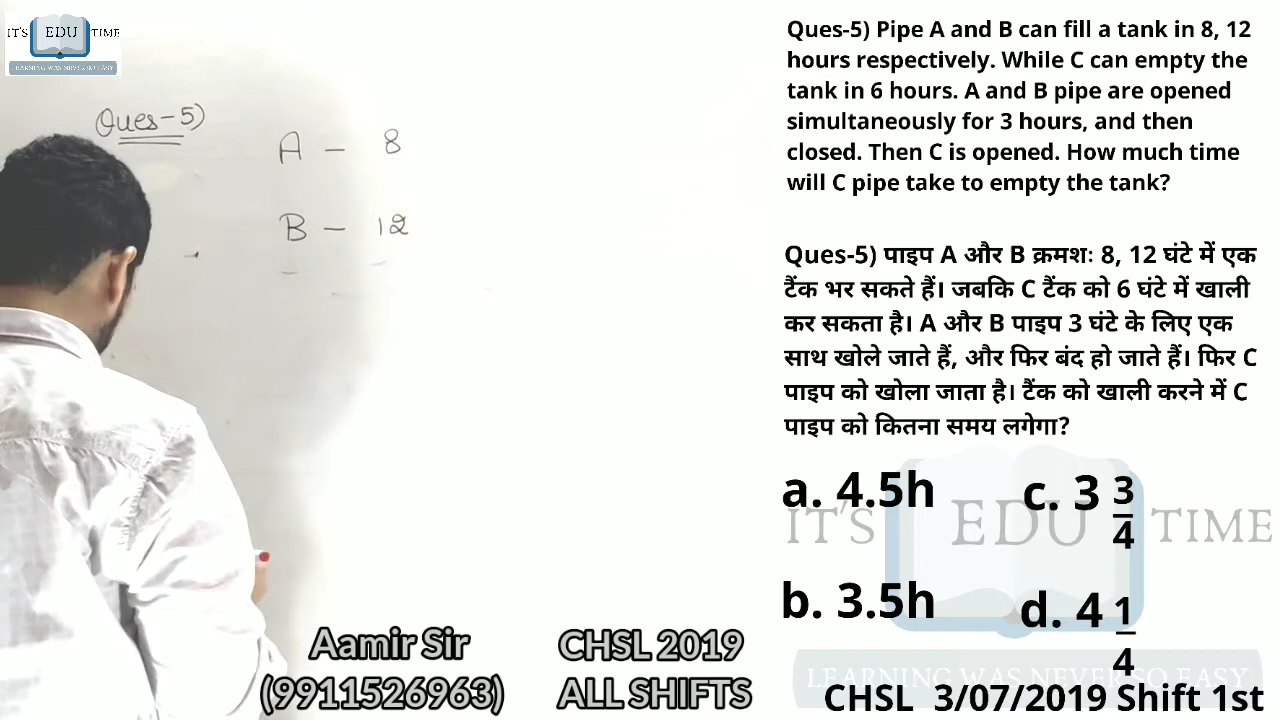 IT'S EDU TIME
LEARNING WAS NEVER SO EASY
Ques-5)
A - 8
B - 12
Ques-5) Pipe A and B can fill a tank in 8, 12
hours respectively. While C can empty the
tank in 6 hours. A and B pipe are opened
simultaneously for 3 hours, and then
closed. Then C is opened. How much time
will C pipe take to empty the tank?
Ques-5) पाइप A और B क्रमशः 8, 12 घंटे में एक
टैंक भर सकते हैं। जबकि C टैंक को 6 घंटे में खाली
कर सकता है। A और B पाइप 3 घंटे के लिए एक
साथ खोले जाते हैं, और फिर बंद हो जाते हैं। फिर C
पाइप को खोला जाता है। टैंक को खाली करने में C
पाइप को कितना समय लगेगा?
a. 4.5h c. 3 3/4
IT'S EDU TIME
b. 3.5h d. 4 1/4
LEARNING WAS NEVER SO EASY
CHSL 3/07/2019 Shift 1st
Aamir Sir
(9911526963)
CHSL 2019
ALL SHIFTS